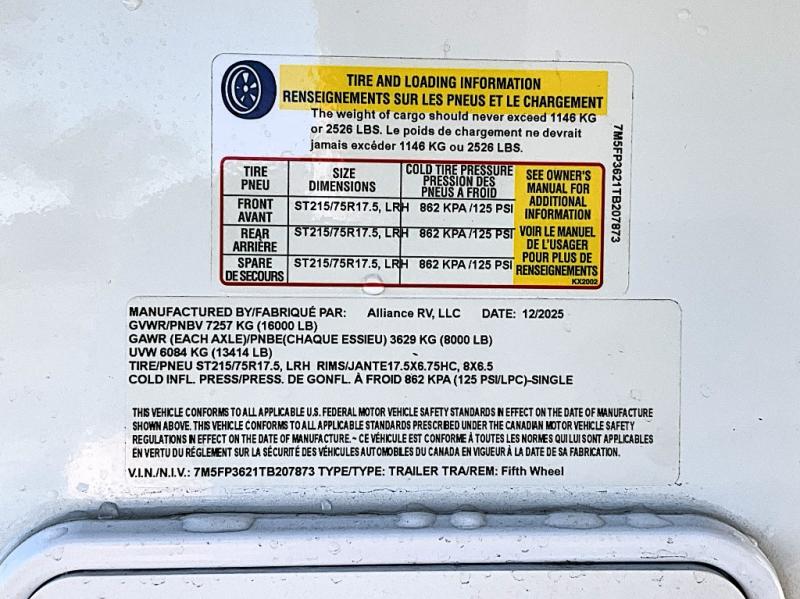 TIRE AND LOADING INFORMATION
RENSEIGNEMENTS SUR LES PNEUS ET LE CHARGEMENT
The weight of cargo should never exceed 1146 KG
or 2526 LBS. Le poids de chargement ne devrait
jamais excéder 1146 KG ou 2526 LBS.
TIRE PNEU SIZE DIMENSIONS COLD TIRE PRESSURE PRESSION DES PNEUS A FROID
FRONT AVANT ST215/75R17.5, LRH 862 KPA /125 PSI
REAR ARRIÈRE ST215/75R17.5, LRH 862 KPA /125 PSI
SPARE DE SECOURS ST215/75R17.5, LRH 862 KPA /125 PSI
SEE OWNER'S
MANUAL FOR
ADDITIONAL
INFORMATION
VOIR LE MANUEL
DE L'USAGER
POUR PLUS DE
RENSEIGNEMENTS
KX2002
7M5FP3621TB207873
MANUFACTURED BY/FABRIQUÉ PAR: Alliance RV, LLC DATE: 12/2025
GVWR/PNBV 7257 KG (16000 LB)
GAWR (EACH AXLE)/PNBE(CHAQUE ESSIEU) 3629 KG (8000 LB)
UVW 6084 KG (13414 LB)
TIRE/PNEU ST215/75R17.5, LRH RIMS/JANTE17.5X6.75HC, 8X6.5
COLD INFL. PRESS/PRESS. DE GONFL. À FROID 862 KPA (125 PSI/LPC)-SINGLE
THIS VEHICLE CONFORMS TO ALL APPLICABLE U.S. FEDERAL MOTOR VEHICLE SAFETY STANDARDS IN EFFECT ON THE DATE OF MANUFACTURE
SHOWN ABOVE. THIS VEHICLE CONFORMS TO ALL APPLICABLE STANDARDS PRESCRIBED UNDER THE CANADIAN MOTOR VEHICLE SAFETY
REGULATIONS IN EFFECT ON THE DATE OF MANUFACTURE. ~ CE VÉHICULE EST CONFORME À TOUTES LES NORMES QUI LUI SONT APPLICABLES
EN VERTU DU RÉGLEMENT SUR LA SÉCURITÉ DES VÉHICULES AUTOMOBILES DU CANADA EN VIGUEUR À LA DATE DE SA FABRICATION.
V.I.N./N.I.V.: 7M5FP3621TB207873 TYPE/TYPE: TRAILER TRA/REM: Fifth Wheel